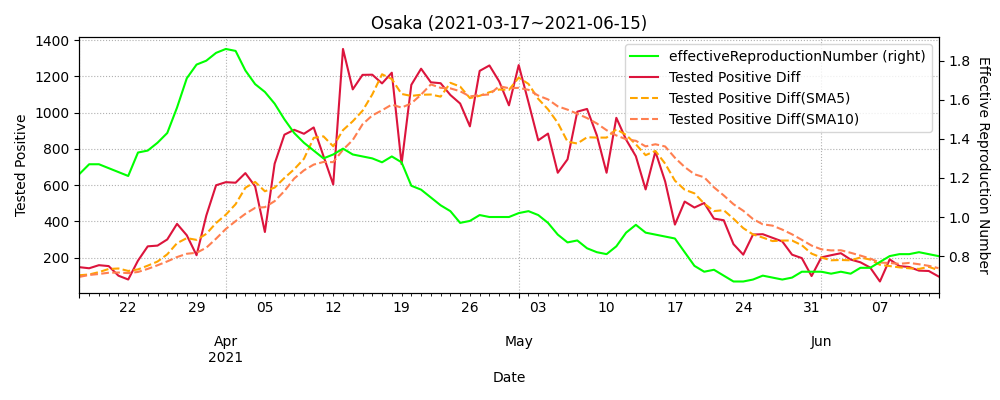 Osaka (2021-03-17~2021-06-15)
effectiveReproductionNumber (right)
Tested Positive Diff
Tested Positive Diff(SMA5)
Tested Positive Diff(SMA10)
Tested Positive
1400
1200
1000
800
600
400
200
Effective Reproduction Number
1.8
1.6
1.4
1.2
1.0
0.8
22 29 05 12 19 26 03 10 17 24 31 07
Apr May Jun
2021
Date